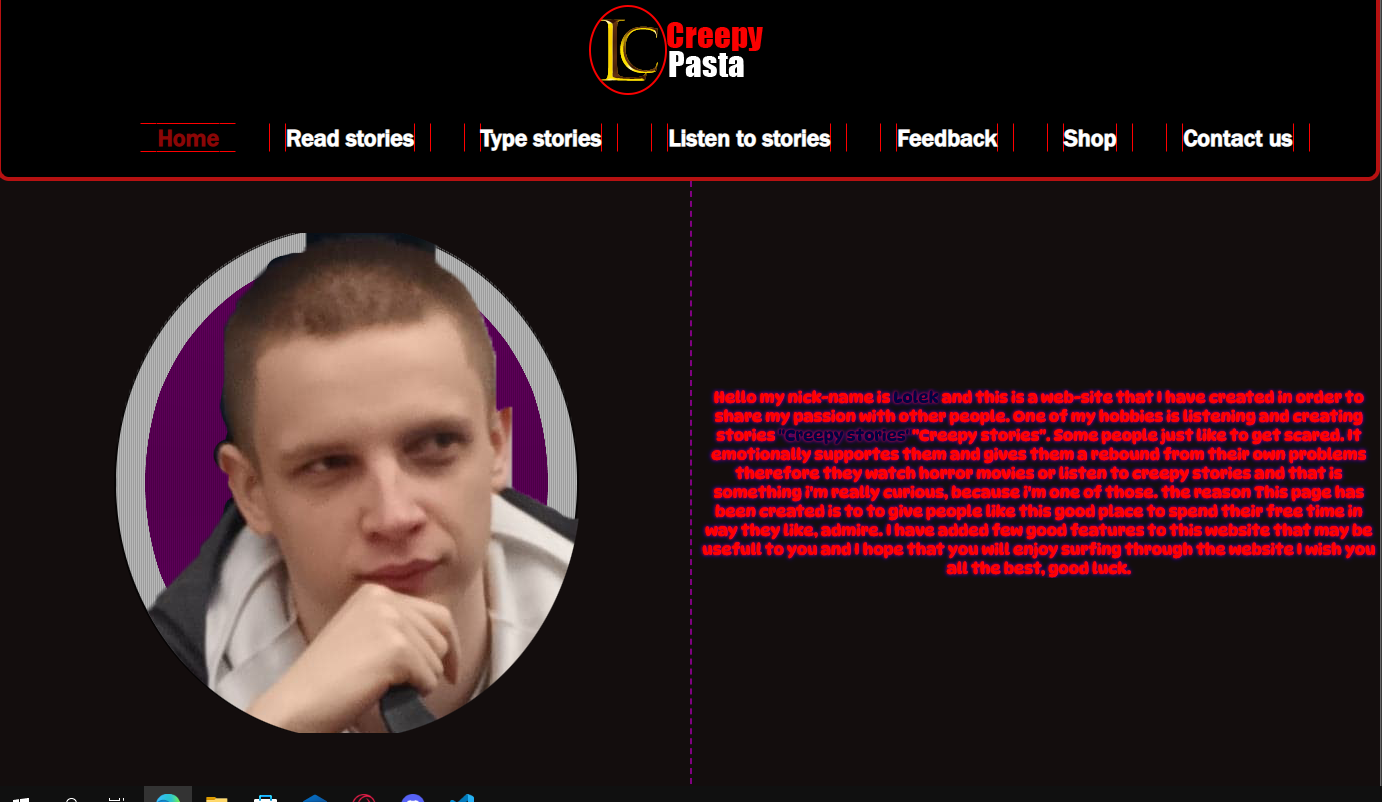 LC
Creepy
Pasta
Home Read stories Type stories Listen to stories Feedback Shop Contact us
Hello my nick-name is Lolek and this is a web-site that I have created in order to
share my passion with other people. One of my hobbies is listening and creating
stories "Creepy stories" "Creepy stories". Some people just like to get scared. It
emotionally supportes them and gives them a rebound from their own problems
therefore they watch horror movies or listen to creepy stories and that is
something i'm really curious, because i'm one of those. the reason This page has
been created is to to give people like this good place to spend their free time in
way they like, admire. I have added few good features to this website that may be
usefull to you and I hope that you will enjoy surfing through the website I wish you
all the best, good luck.